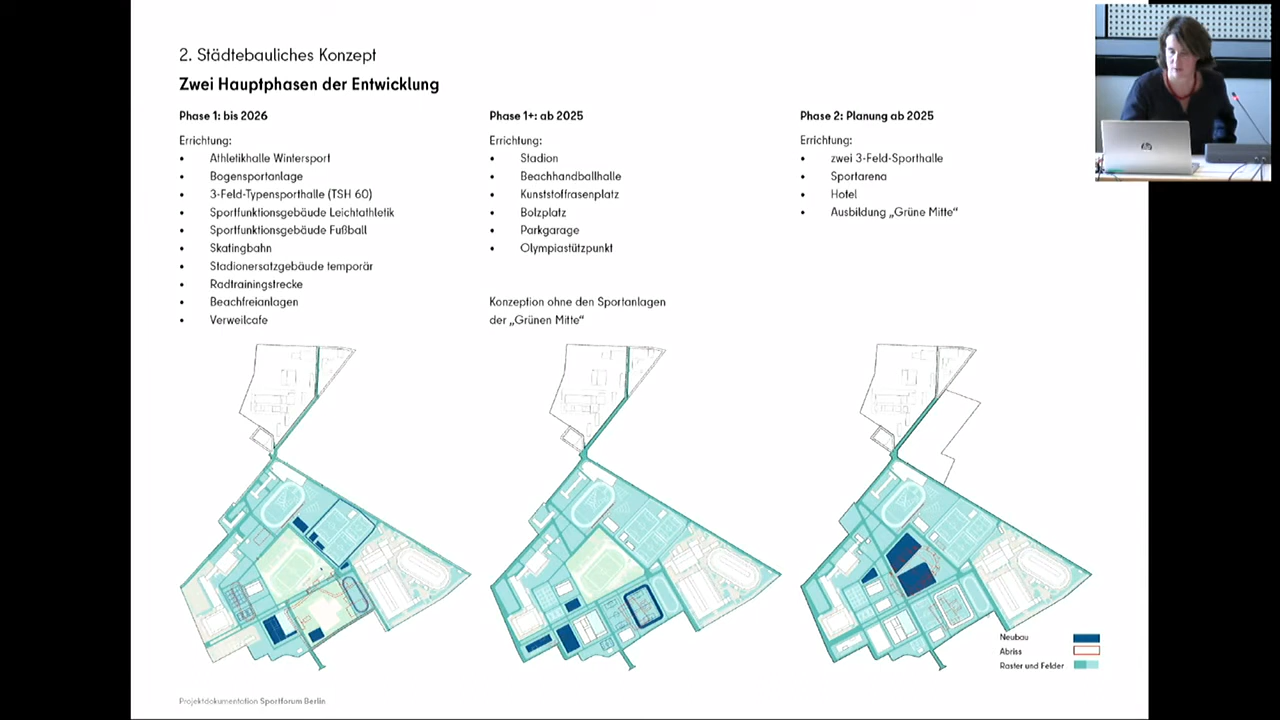 2. Städtebauliches Konzept
Zwei Hauptphasen der Entwicklung
Phase 1: bis 2026
Errichtung:
• Athletikhalle Wintersport
• Bogensportanlage
• 3-Feld-Typensporthalle (TSH 60)
• Sportfunktionsgebäude Leichtathletik
• Sportfunktionsgebäude Fußball
• Skatingbahn
• Stadionersatzgebäude temporär
• Radtrainingstrecke
• Beachfreianlagen
• Verweilcafe
Phase 1+: ab 2025
Errichtung:
• Stadion
• Beachhandballhalle
• Kunststoffrasenplatz
• Bolzplatz
• Parkgarage
• Olympiastützpunkt
Konzeption ohne den Sportanlagen
der „Grünen Mitte“
Phase 2: Planung ab 2025
Errichtung:
• zwei 3-Feld-Sporthalle
• Sportarena
• Hotel
• Ausbildung „Grüne Mitte“
Neubau
Abriss
Raster und Felder
Projektdokumentation Sportforum Berlin
hp